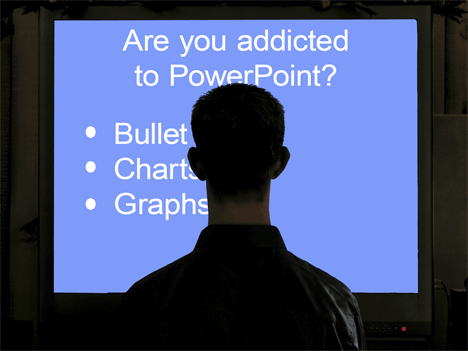 Are you addicted
to PowerPoint?
• Bullet
• Charts
• Graphs